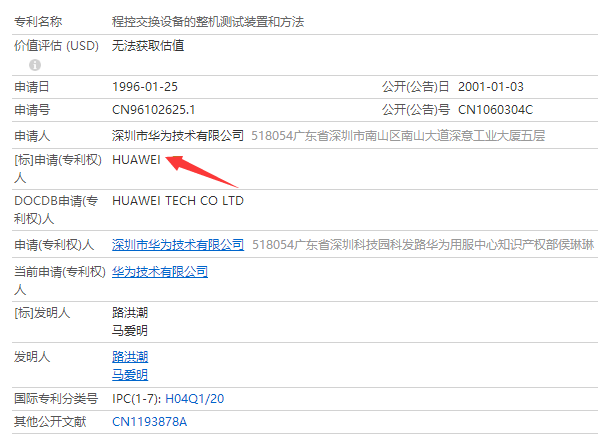 专利名称 程控交换设备的整机测试装置和方法
价值评估 (USD) 无法获取估值
申请日 1996-01-25 公开(公告)日 2001-01-03
申请号 CN96102625.1 公开(公告)号 CN1060304C
申请人 深圳市华为技术有限公司 518054广东省深圳市南山区南山大道深意工业大厦五层
[标]申请(专利权)人 HUAWEI
DOCDB申请(专利权)人 HUAWEI TECH CO LTD
申请(专利权)人 深圳市华为技术有限公司 518054广东省深圳科技园科发路华为用服中心知识产权部侯琳琳
当前申请(专利权)人 华为技术有限公司
[标]发明人 路洪潮
马爱明
发明人 路洪潮
马爱明
国际专利分类号 IPC(1-7): H04Q1/20
其他公开文献 CN1193878A